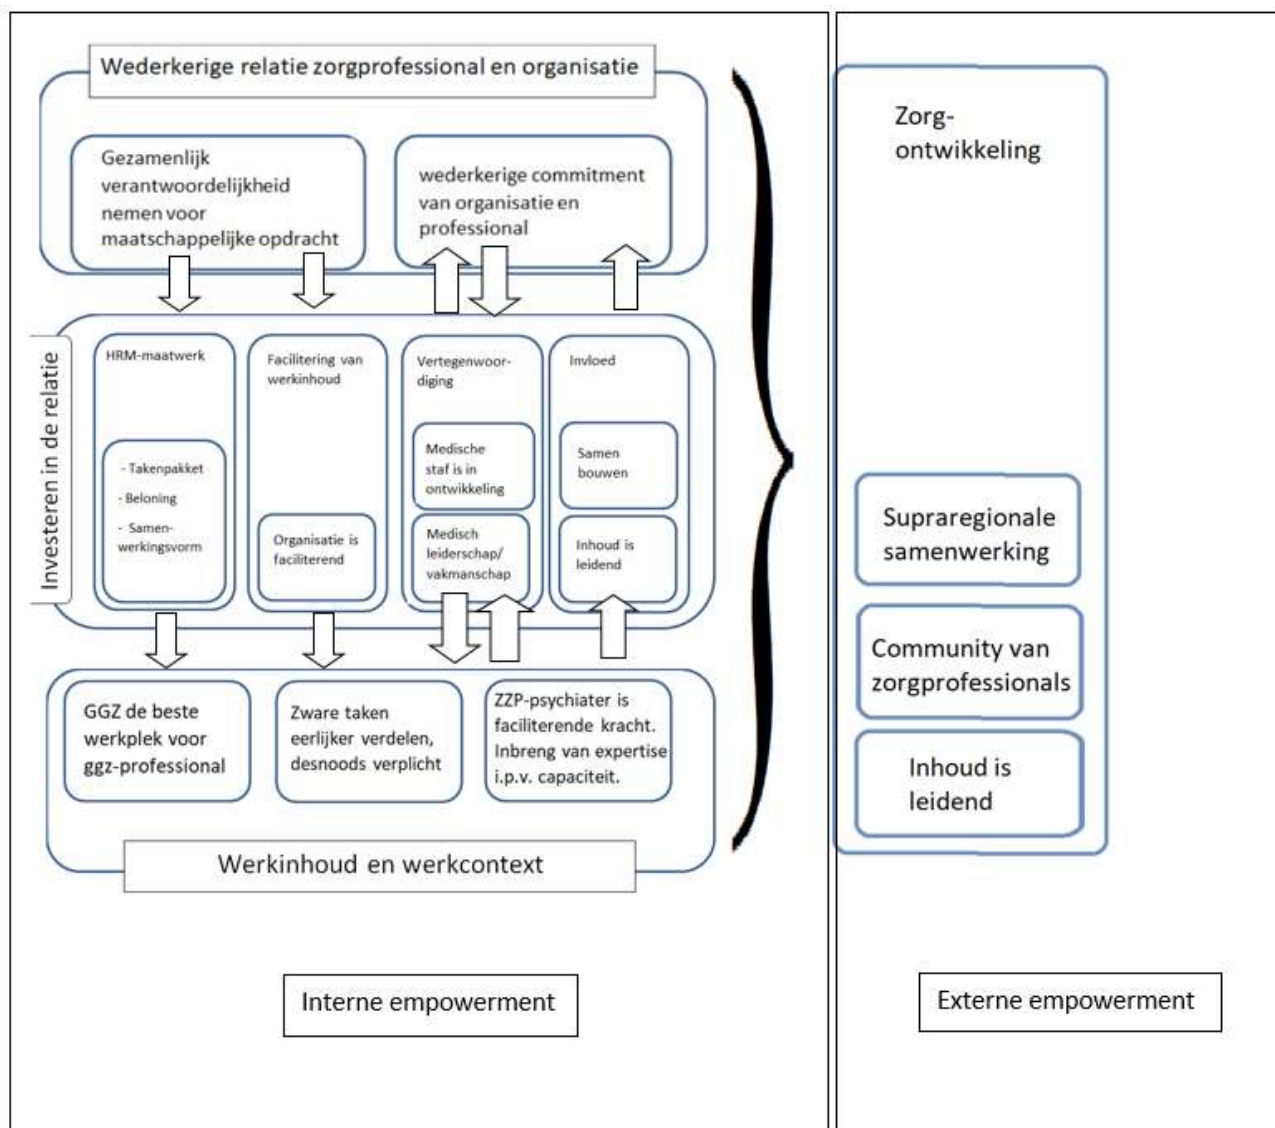 Wederkerige relatie zorgprofessional en organisatie
Gezamenlijk
verantwoordelijkheid
nemen voor
maatschappelijke opdracht
wederkerige commitment
van organisatie en
professional
Investeren in de relatie
HRM-maatwerk
- Takenpakket
- Beloning
- Samen-
werkingsvorm
Facilitering van
werkinhoud
Organisatie is
faciliterend
Vertegenwoor-
diging
Medische
staf is in
ontwikkeling
Medisch
leiderschap/
vakmanschap
Invloed
Samen
bouwen
Inhoud is
leidend
GGZ de beste
werkplek voor
ggz-professional
Zware taken
eerlijker verdelen,
desnoods verplicht
ZZP-psychiater is
faciliterende kracht.
Inbreng van expertise
i.p.v. capaciteit.
Werkinhoud en werkcontext
Interne empowerment
Zorg-
ontwikkeling
Supraregionale
samenwerking
Community van
zorgprofessionals
Inhoud is
leidend
Externe empowerment